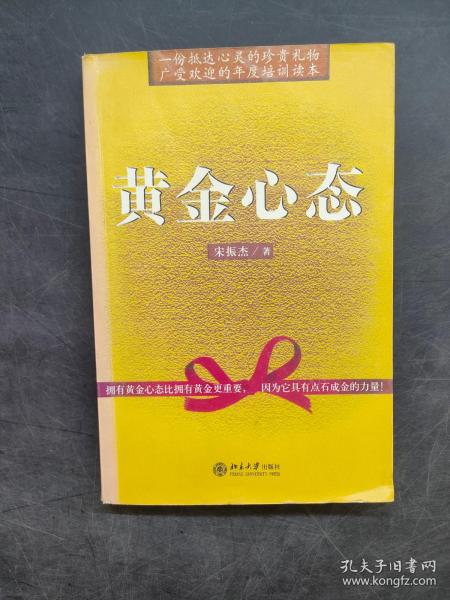 一份抵达心灵的珍贵礼物
广受欢迎的年度培训读本
黄金心态
宋振杰/著
拥有黄金心态比拥有黄金更重要， 因为它具有点石成金的力量！
北京大学出版社
PEKING UNIVERSITY PRESS
孔夫子旧书网
www.kongfz.com